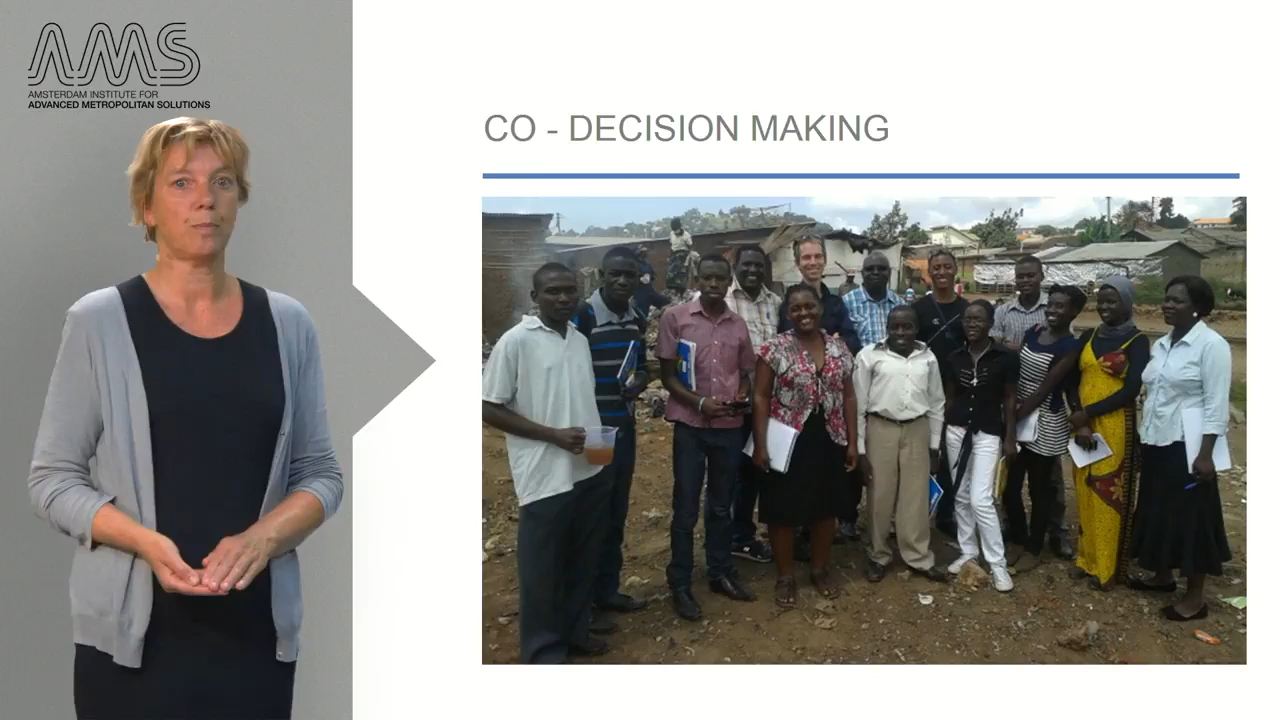 AMS
AMSTERDAM INSTITUTE FOR
ADVANCED METROPOLITAN SOLUTIONS
CO - DECISION MAKING